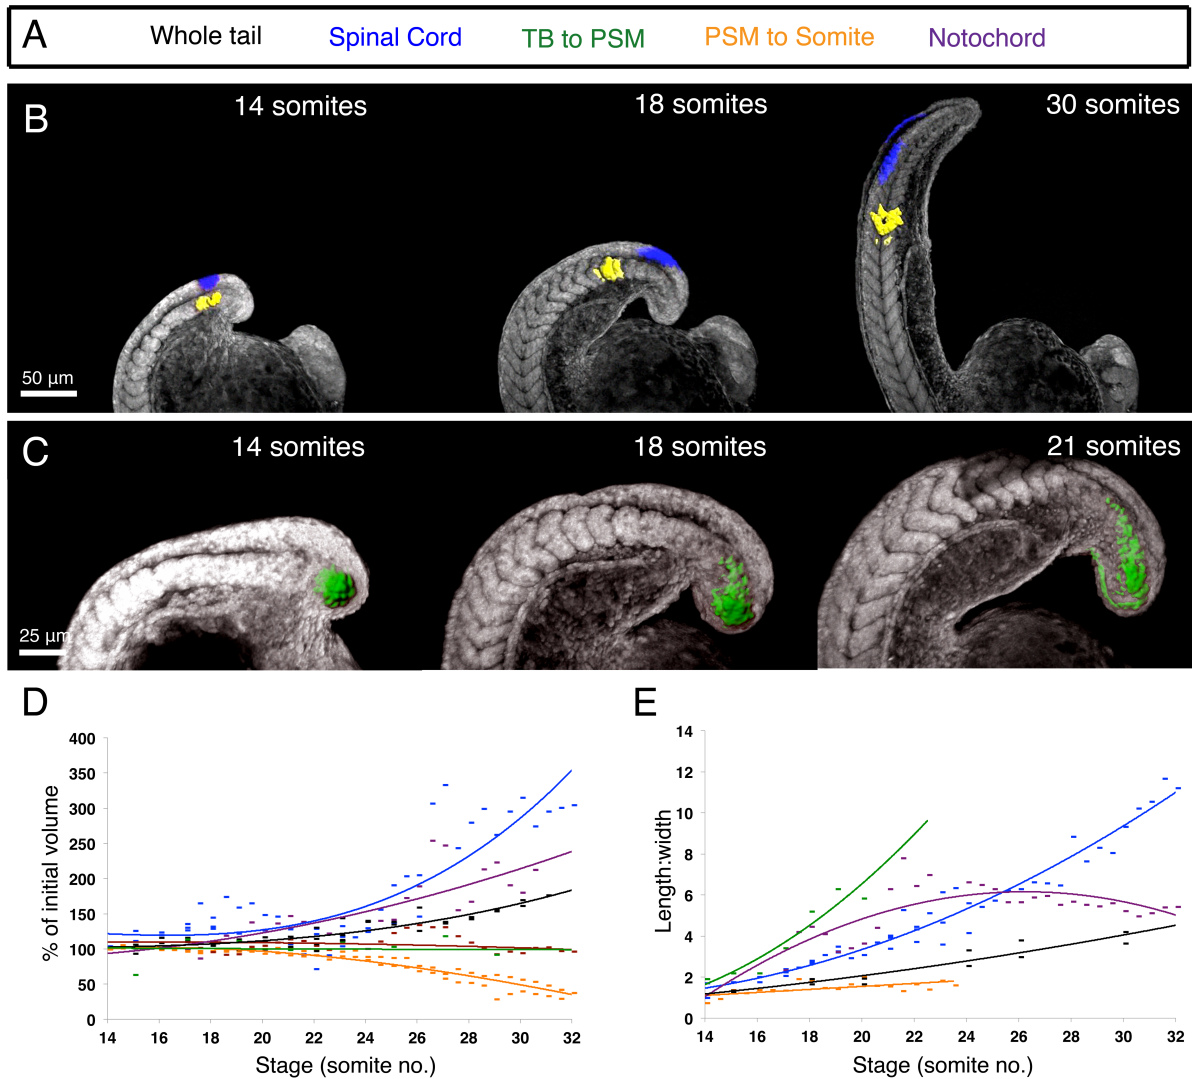 A Whole tail Spinal Cord TB to PSM PSM to Somite Notochord
B 14 somites 18 somites 30 somites
50 µm
C 14 somites 18 somites 21 somites
25 µm
D
400
350
300
250
200
150
100
50
0
% of initial volume
14 16 18 20 22 24 26 28 30 32
Stage (somite no.)
E
14
12
10
8
6
4
2
0
Length:width
14 16 18 20 22 24 26 28 30 32
Stage (somite no.)